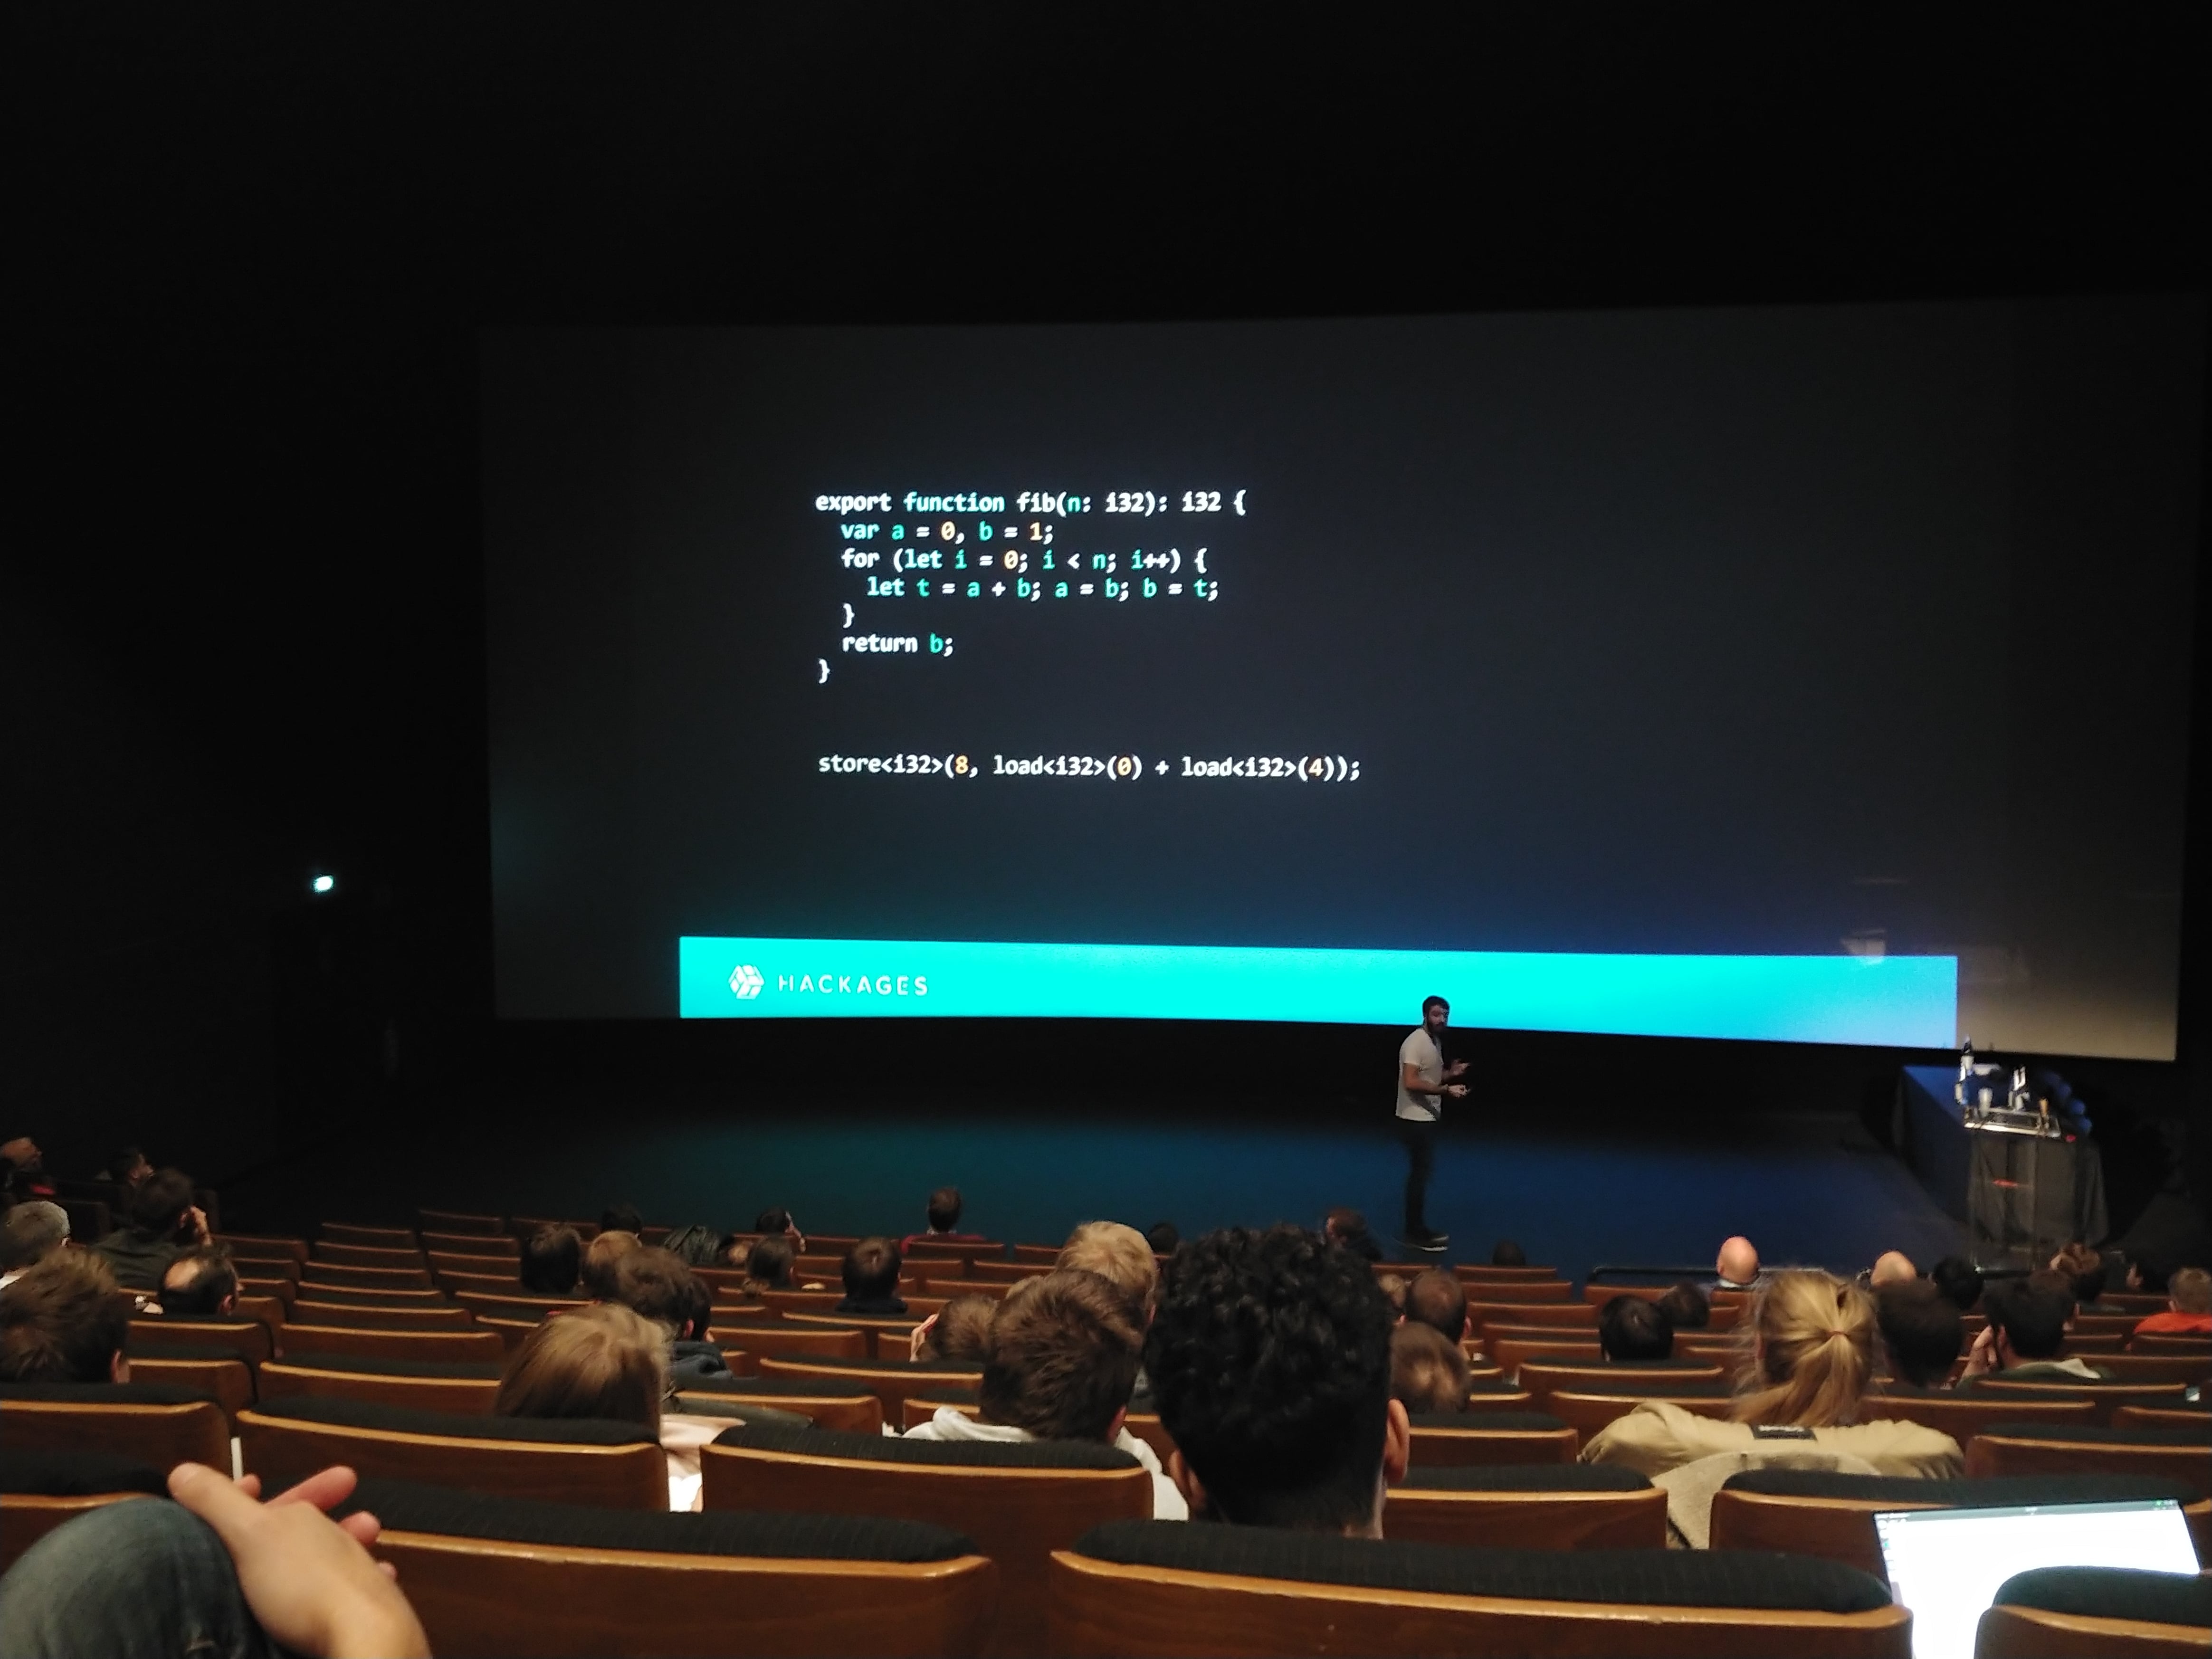 export function fib(n: i32): i32 {
var a = 0, b = 1;
for (let i = 0; i < n; i++) {
let t = a + b; a = b; b = t;
}
return b;
}
store<i32>(8, load<i32>(0) + load<i32>(4));
HACKAGES